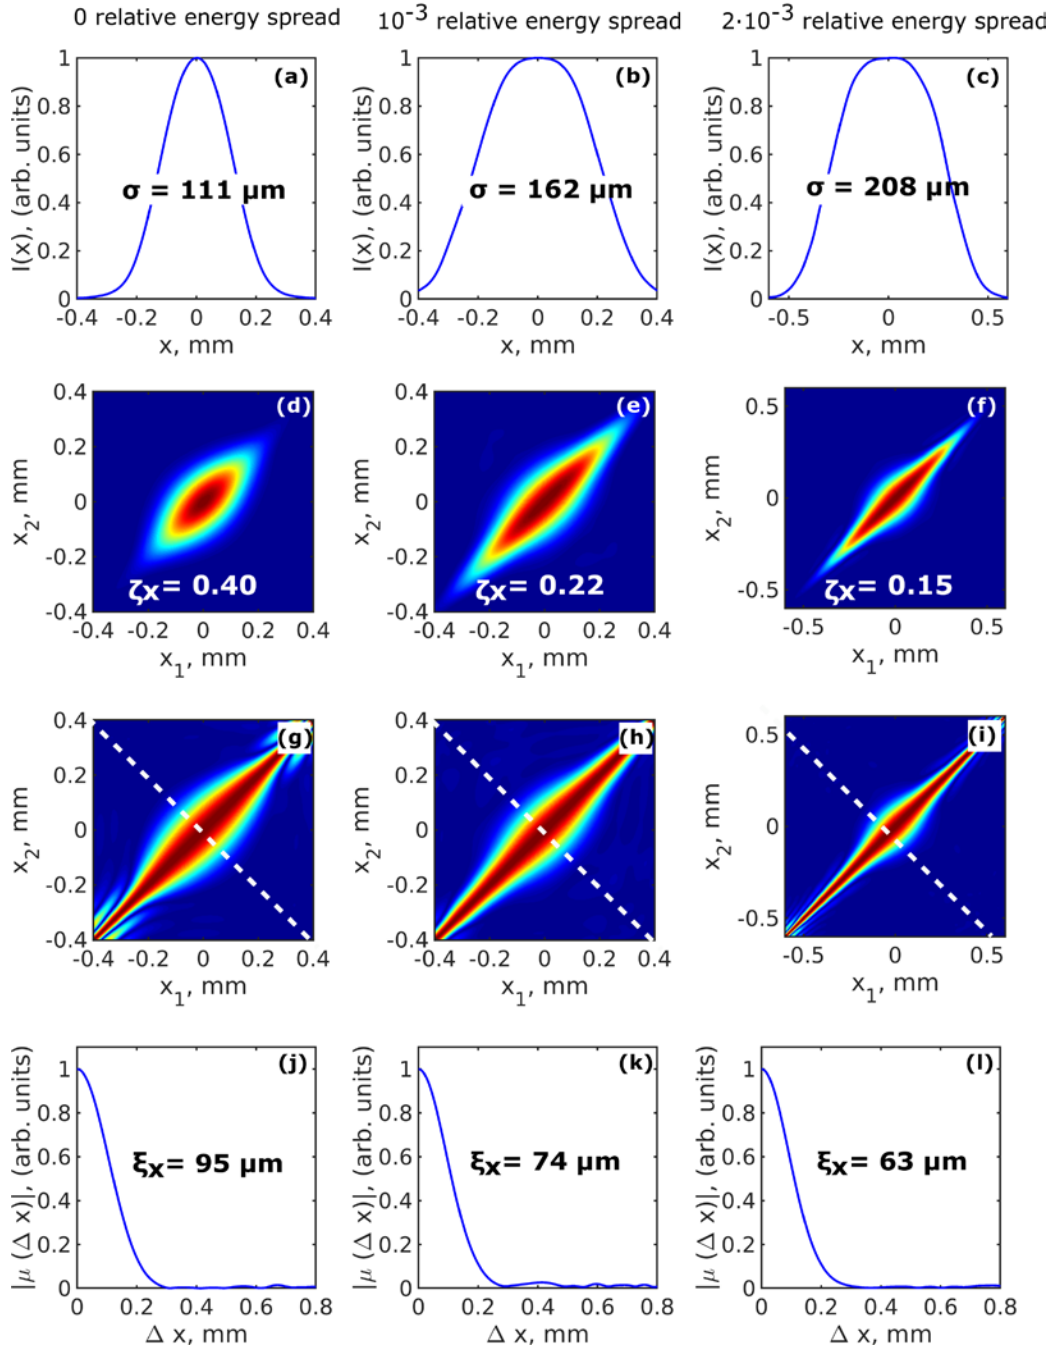 0 relative energy spread
10⁻³ relative energy spread
2·10⁻³ relative energy spread
(a)
I(x), (arb. units)
1
0.8
0.6
0.4
0.2
0
σ = 111 μm
-0.4 -0.2 0 0.2 0.4
x, mm
(b)
I(x), (arb. units)
1
0.8
0.6
0.4
0.2
0
σ = 162 μm
-0.4 -0.2 0 0.2 0.4
x, mm
(c)
I(x), (arb. units)
1
0.8
0.6
0.4
0.2
0
σ = 208 μm
-0.5 0 0.5
x, mm
(d)
x₂, mm
0.4
0.2
0
-0.2
-0.4
ζx= 0.40
-0.4 -0.2 0 0.2 0.4
x₁, mm
(e)
x₂, mm
0.4
0.2
0
-0.2
-0.4
ζx= 0.22
-0.4 -0.2 0 0.2 0.4
x₁, mm
(f)
x₂, mm
0.5
0
-0.5
ζx= 0.15
-0.5 0 0.5
x₁, mm
(g)
x₂, mm
0.4
0.2
0
-0.2
-0.4
-0.4 -0.2 0 0.2 0.4
x₁, mm
(h)
x₂, mm
0.4
0.2
0
-0.2
-0.4
-0.4 -0.2 0 0.2 0.4
x₁, mm
(i)
x₂, mm
0.5
0
-0.5
-0.5 0 0.5
x₁, mm
(j)
|μ (Δ x)|, (arb. units)
1
0.8
0.6
0.4
0.2
0
ξx= 95 μm
0 0.2 0.4 0.6 0.8
Δ x, mm
(k)
|μ (Δ x)|, (arb. units)
1
0.8
0.6
0.4
0.2
0
ξx= 74 μm
0 0.2 0.4 0.6 0.8
Δ x, mm
(l)
|μ (Δ x)|, (arb. units)
1
0.8
0.6
0.4
0.2
0
ξx= 63 μm
0 0.2 0.4 0.6 0.8
Δ x, mm